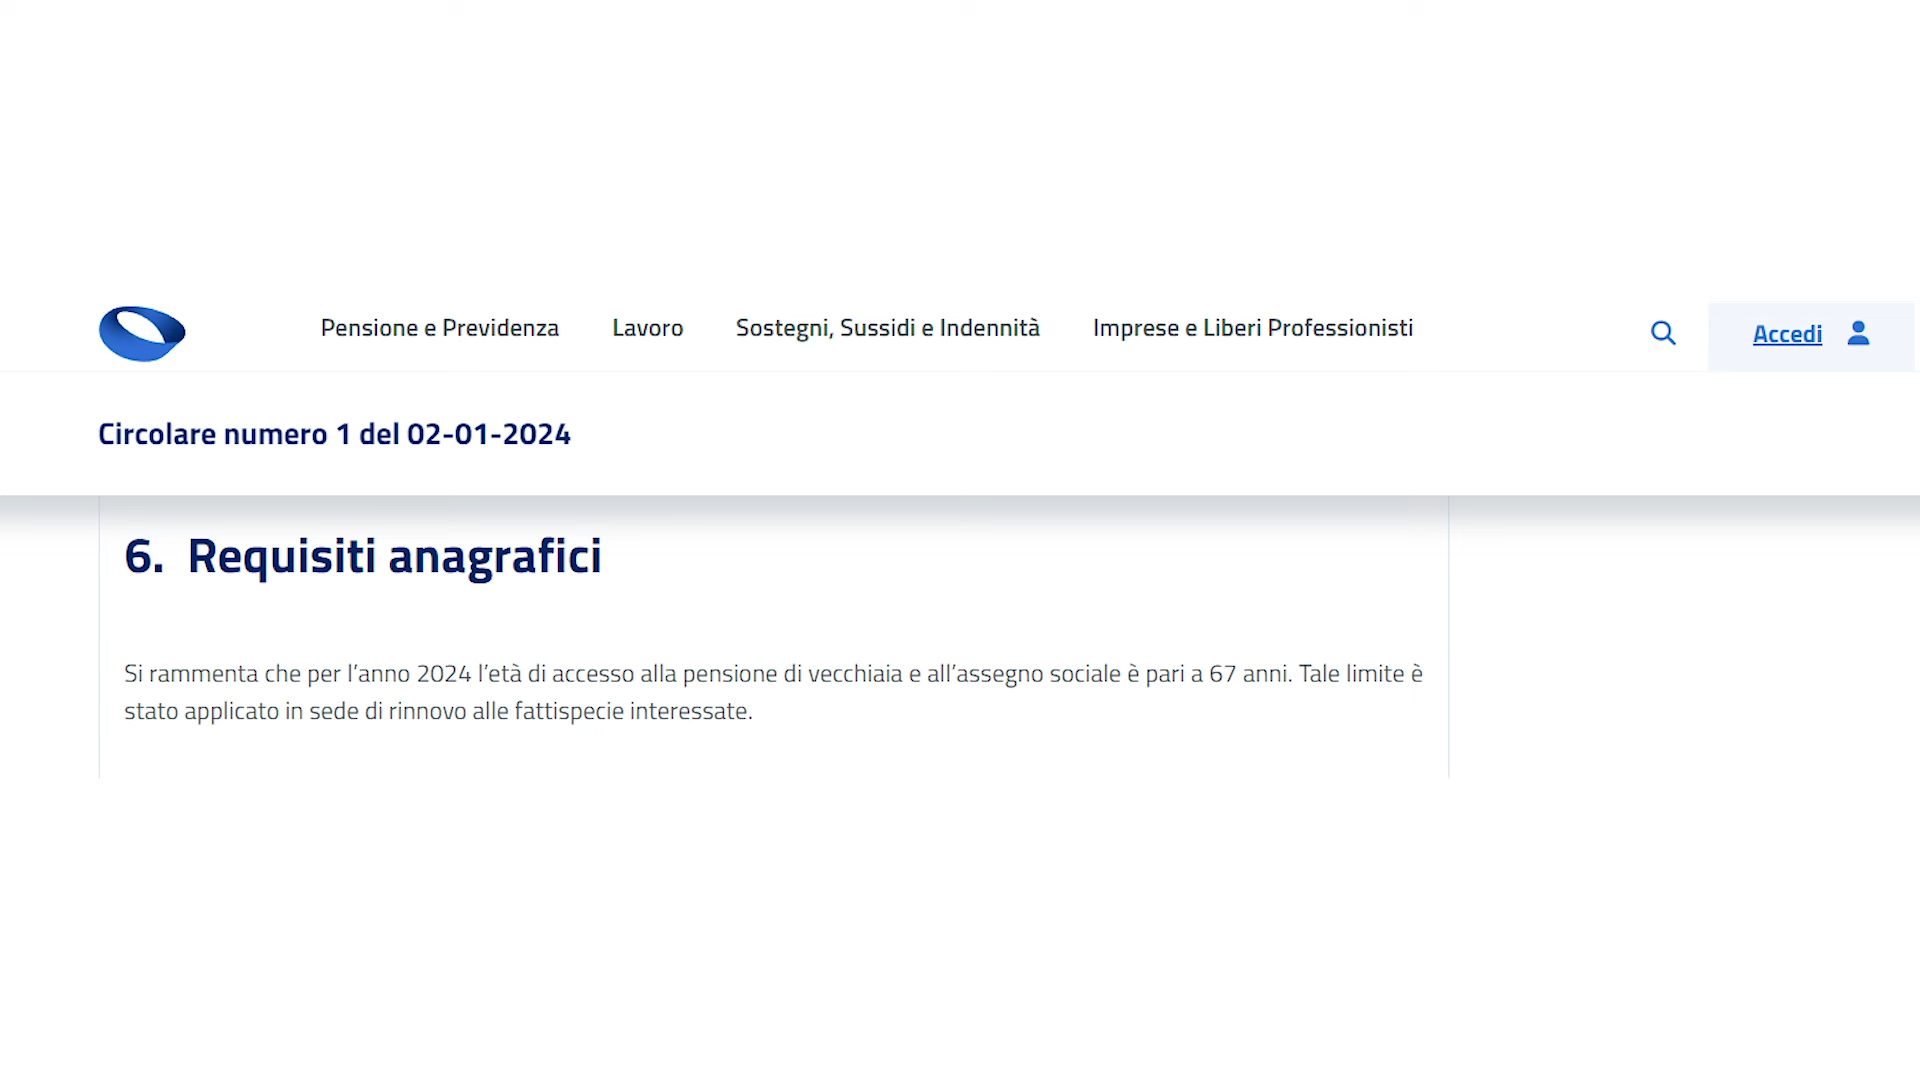 Pensione e Previdenza Lavoro Sostegni, Sussidi e Indennità Imprese e Liberi Professionisti Accedi
Circolare numero 1 del 02-01-2024
6. Requisiti anagrafici
Si rammenta che per l’anno 2024 l’età di accesso alla pensione di vecchiaia e all’assegno sociale è pari a 67 anni. Tale limite è
stato applicato in sede di rinnovo alle fattispecie interessate.